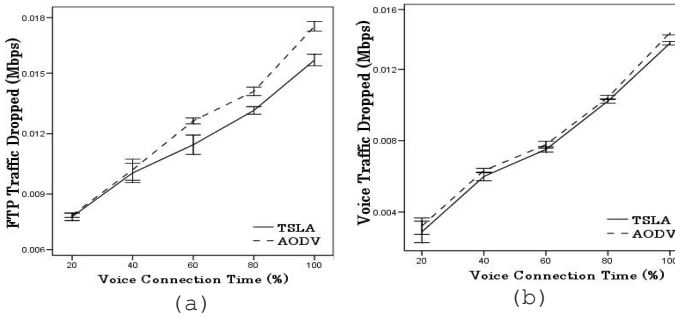 FTP Traffic Dropped (Mbps)
0.018
0.015
0.012
0.009
0.006
20 40 60 80 100
Voice Connection Time (%)
TSLA
AODV
(a)
Voice Traffic Dropped (Mbps)
0.016
0.012
0.008
0.004
20 40 60 80 100
Voice Connection Time (%)
TSLA
AODV
(b)